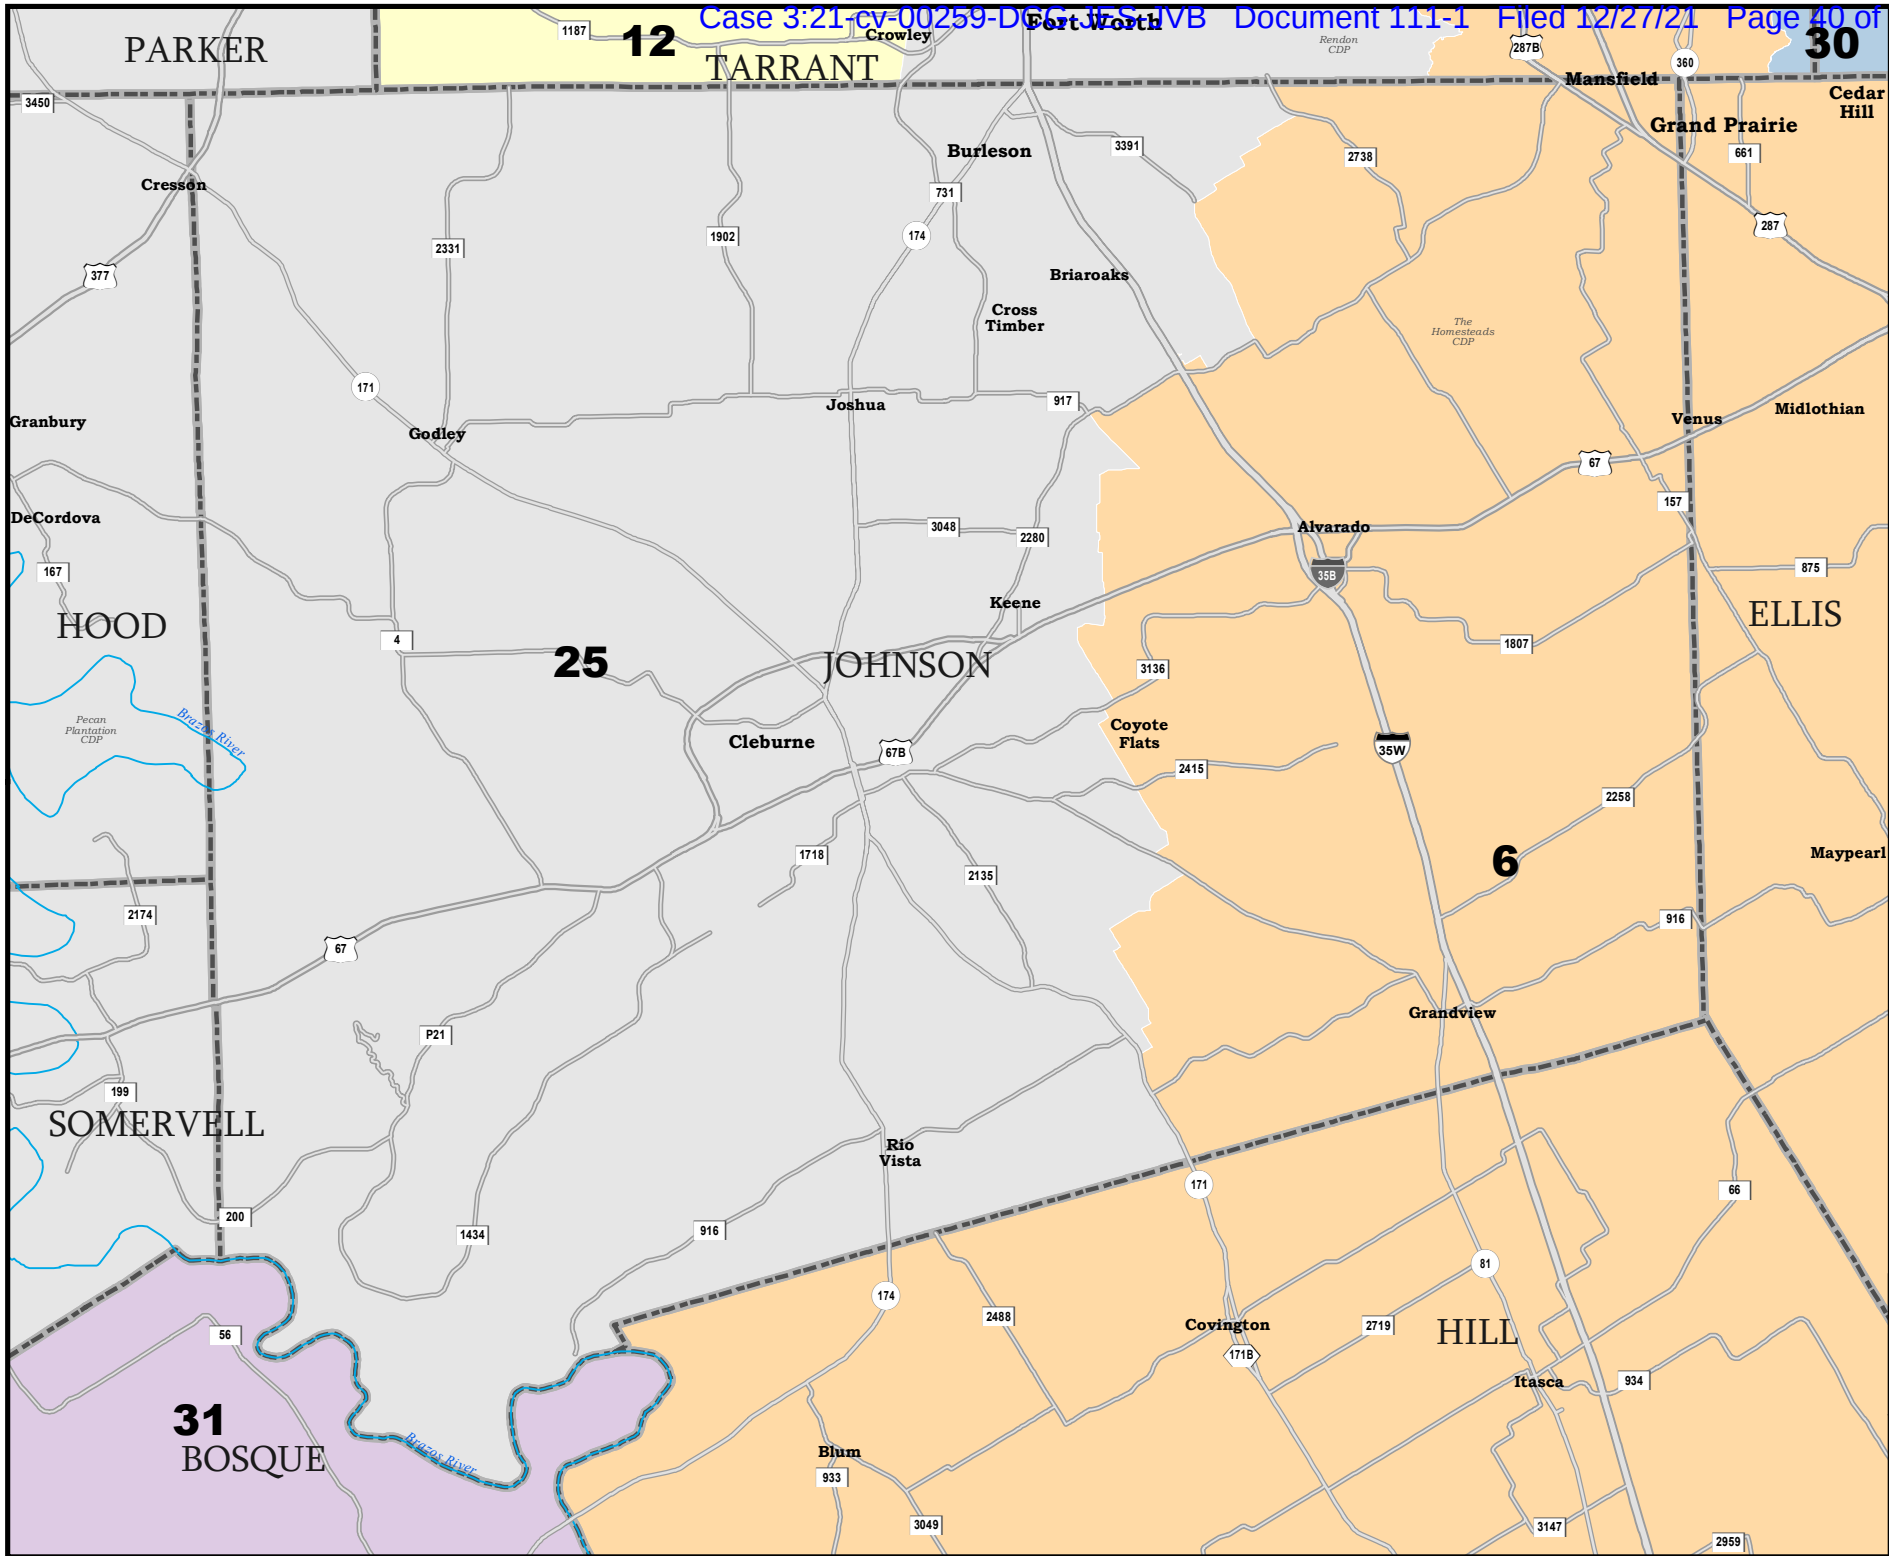 Case 3:21-cv-00259-DCG-JES-JVB Document 111-1 Filed 12/27/21 Page 40 of
PARKER
1187
12
TARRANT
Crowley
Fort Worth
Rendon
CDP
287B
360
30
Mansfield
Cedar
Hill
3450
Grand Prairie
661
Burleson
3391
2738
Cresson
731
174
1902
2331
287
377
Briaroaks
Cross
Timber
The
Homesteads
CDP
171
Granbury
Godley
Joshua
917
Venus
Midlothian
67
157
DeCordova
3048
2280
Alvarado
35B
875
167
Keene
HOOD
4
25
JOHNSON
1807
ELLIS
3136
Pecan
Plantation
CDP
Brazos River
Cleburne
67B
Coyote
Flats
35W
2415
2258
1718
2135
6
Maypearl
2174
916
67
P21
Grandview
199
SOMERVELL
Rio
Vista
171
66
200
1434
916
81
174
2488
Covington
2719
HILL
56
171B
Itasca
934
31
BOSQUE
Brazos River
Blum
933
3049
3147
2959